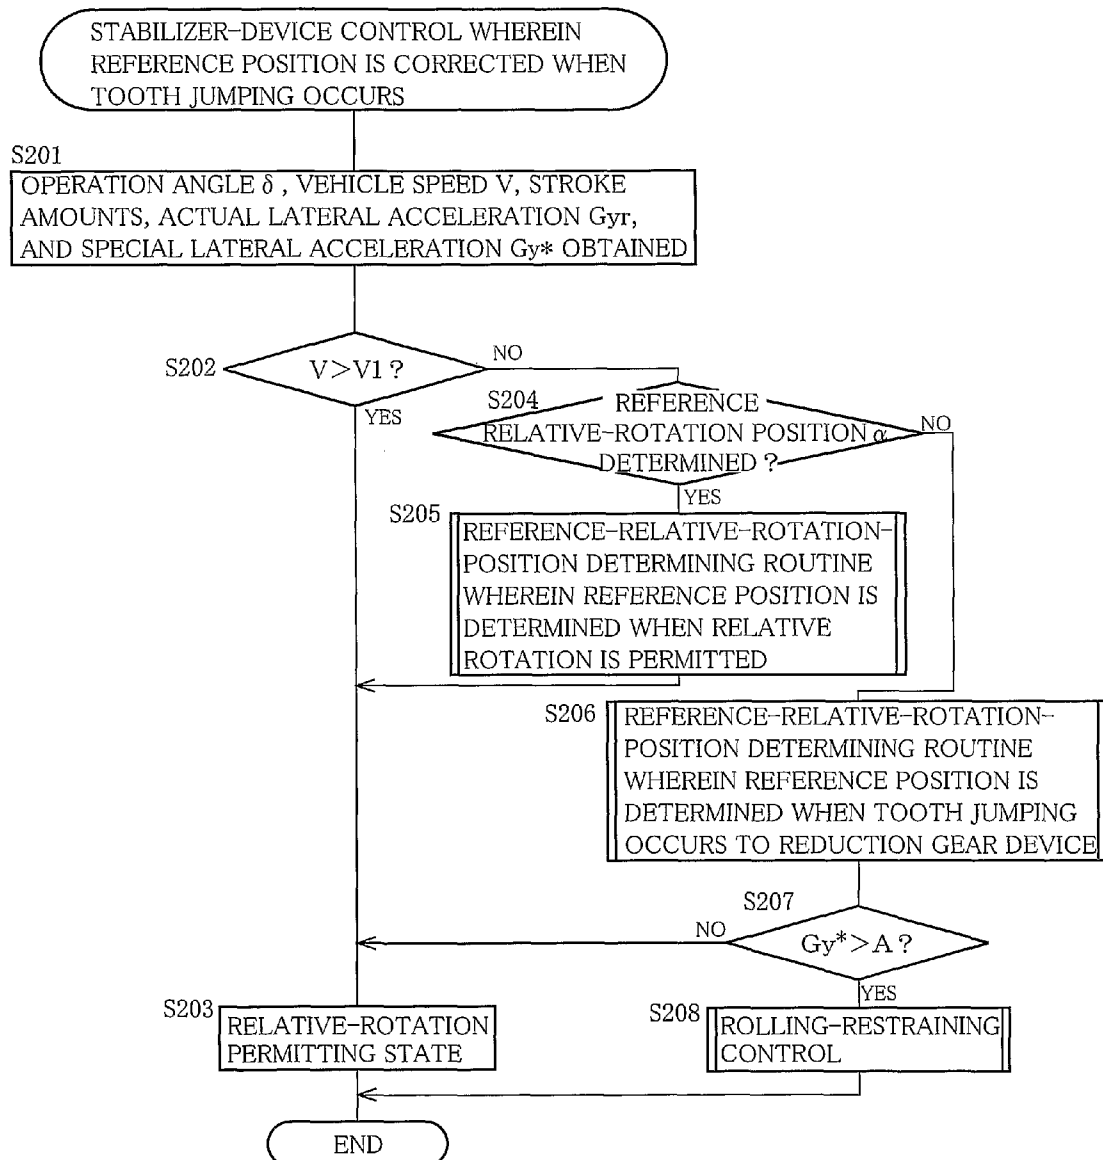 STABILIZER-DEVICE CONTROL WHEREIN
REFERENCE POSITION IS CORRECTED WHEN
TOOTH JUMPING OCCURS
S201
OPERATION ANGLE δ, VEHICLE SPEED V, STROKE
AMOUNTS, ACTUAL LATERAL ACCELERATION Gyr,
AND SPECIAL LATERAL ACCELERATION Gy* OBTAINED
S202
V>V1?
NO
YES
S204
REFERENCE
RELATIVE-ROTATION POSITION α
DETERMINED?
NO
YES
S205
REFERENCE-RELATIVE-ROTATION-
POSITION DETERMINING ROUTINE
WHEREIN REFERENCE POSITION IS
DETERMINED WHEN RELATIVE
ROTATION IS PERMITTED
S206
REFERENCE-RELATIVE-ROTATION-
POSITION DETERMINING ROUTINE
WHEREIN REFERENCE POSITION IS
DETERMINED WHEN TOOTH JUMPING
OCCURS TO REDUCTION GEAR DEVICE
S207
NO
Gy*>A?
YES
S203
RELATIVE-ROTATION
PERMITTING STATE
S208
ROLLING-RESTRAINING
CONTROL
END